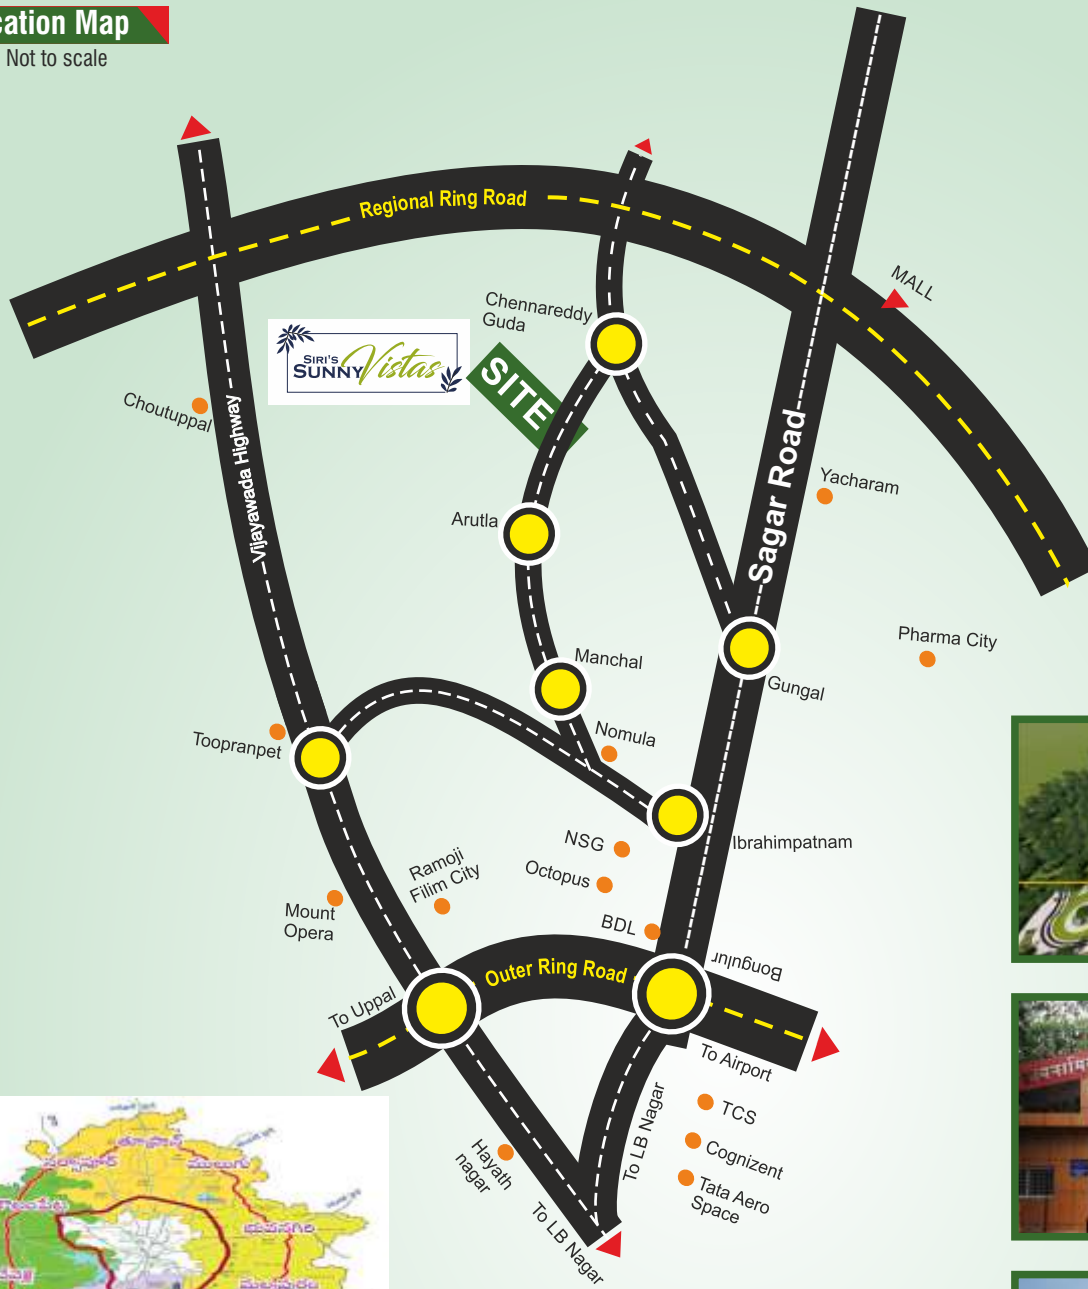 cation Map
Not to scale
Regional Ring Road
MALL
Chennareddy
Guda
SIRI'S
SUNNY Vistas
SITE
Choutuppal
Vijayawada Highway
Sagar Road
Yacharam
Arutla
Pharma City
Manchal
Gungal
Nomula
Toopranpet
Ibrahimpatnam
NSG
Octopus
Ramoji
Filim City
Mount
Opera
BDL
Bongulur
Outer Ring Road
To Uppal
To Airport
TCS
To LB Nagar
Cognizent
Tata Aero
Space
Hayath
nagar
To LB Nagar
ములుగు